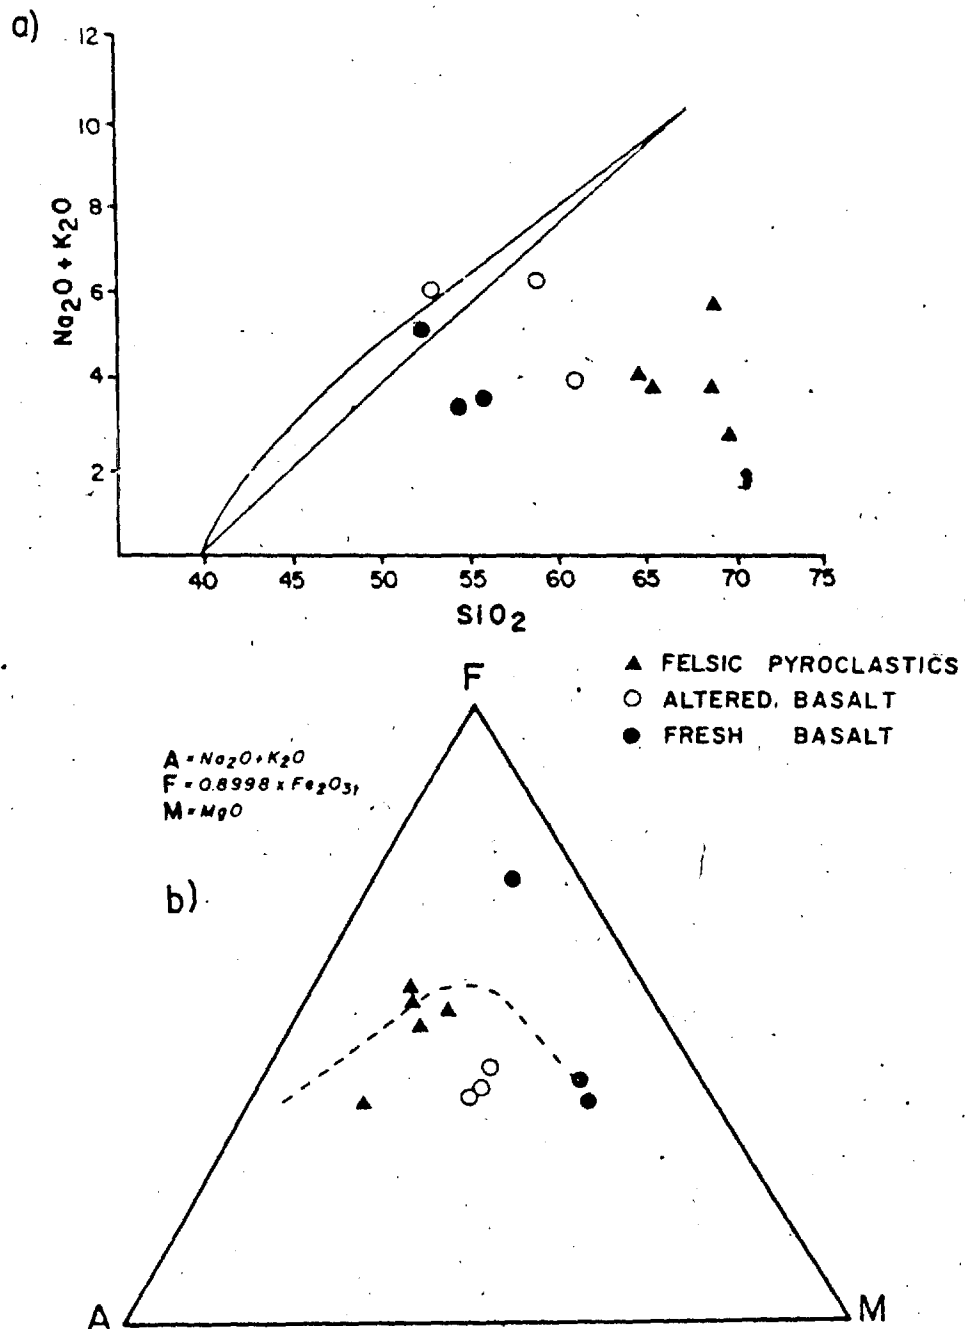 a)
12
10
8
6
4
2
Na2O + K2O
40 45 50 55 60 65 70 75
SIO2
▲ FELSIC PYROCLASTICS
○ ALTERED. BASALT
● FRESH BASALT
F
A = Na2O + K2O
F = 0.8998 x Fe2O3t
M = MgO
b)
A M